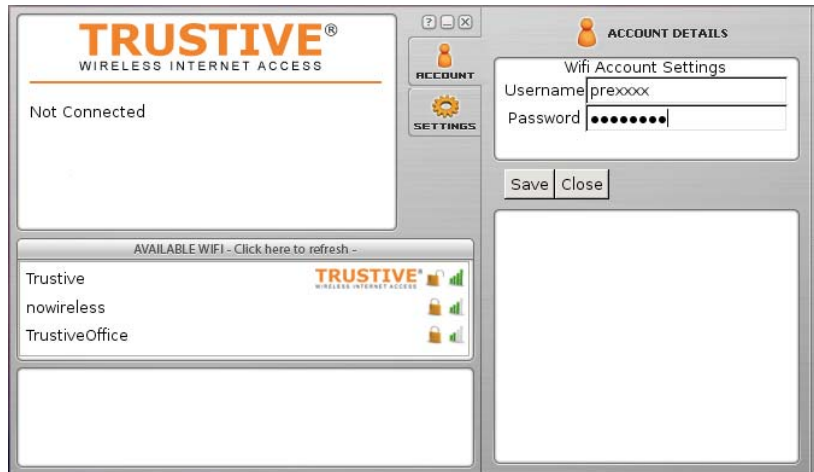 TRUSTIVE®
WIRELESS INTERNET ACCESS
Not Connected
?
ACCOUNT
SETTINGS
AVAILABLE WIFI - Click here to refresh -
Trustive
TRUSTIVE®
WIRELESS INTERNET ACCESS
nowireless
TrustiveOffice
ACCOUNT DETAILS
Wifi Account Settings
Username prexxxx
Password ●●●●●●●●
Save Close